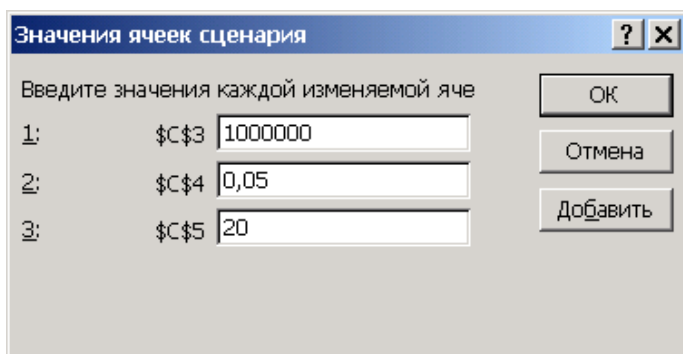 Значения ячеек сценария ? ×
Введите значения каждой изменяемой яче
1: $C$3 1000000
2: $C$4 0,05
3: $C$5 20
ОК
Отмена
Добавить